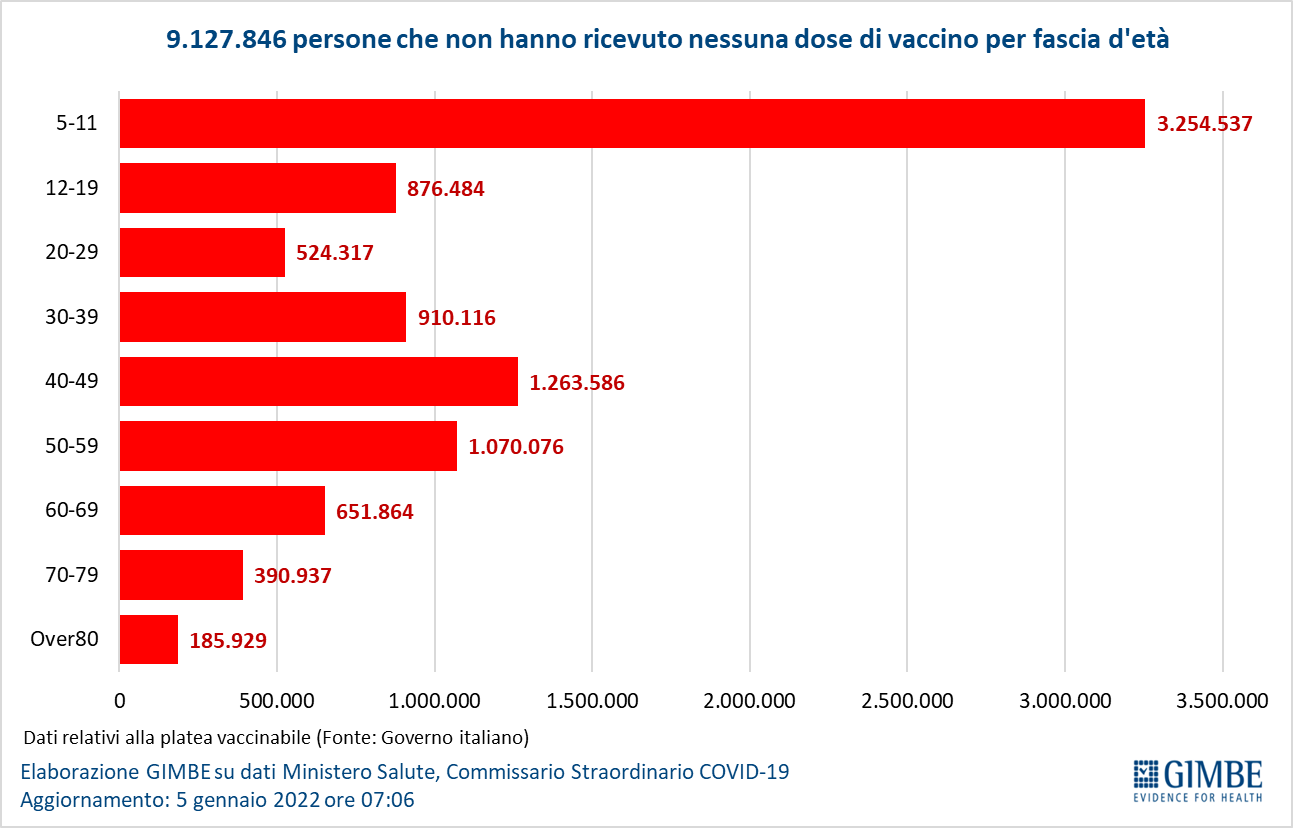 9.127.846 persone che non hanno ricevuto nessuna dose di vaccino per fascia d'età
5-11 3.254.537
12-19 876.484
20-29 524.317
30-39 910.116
40-49 1.263.586
50-59 1.070.076
60-69 651.864
70-79 390.937
Over80 185.929
0 500.000 1.000.000 1.500.000 2.000.000 2.500.000 3.000.000 3.500.000
Dati relativi alla platea vaccinabile (Fonte: Governo italiano)
Elaborazione GIMBE su dati Ministero Salute, Commissario Straordinario COVID-19
Aggiornamento: 5 gennaio 2022 ore 07:06
GIMBE
EVIDENCE FOR HEALTH